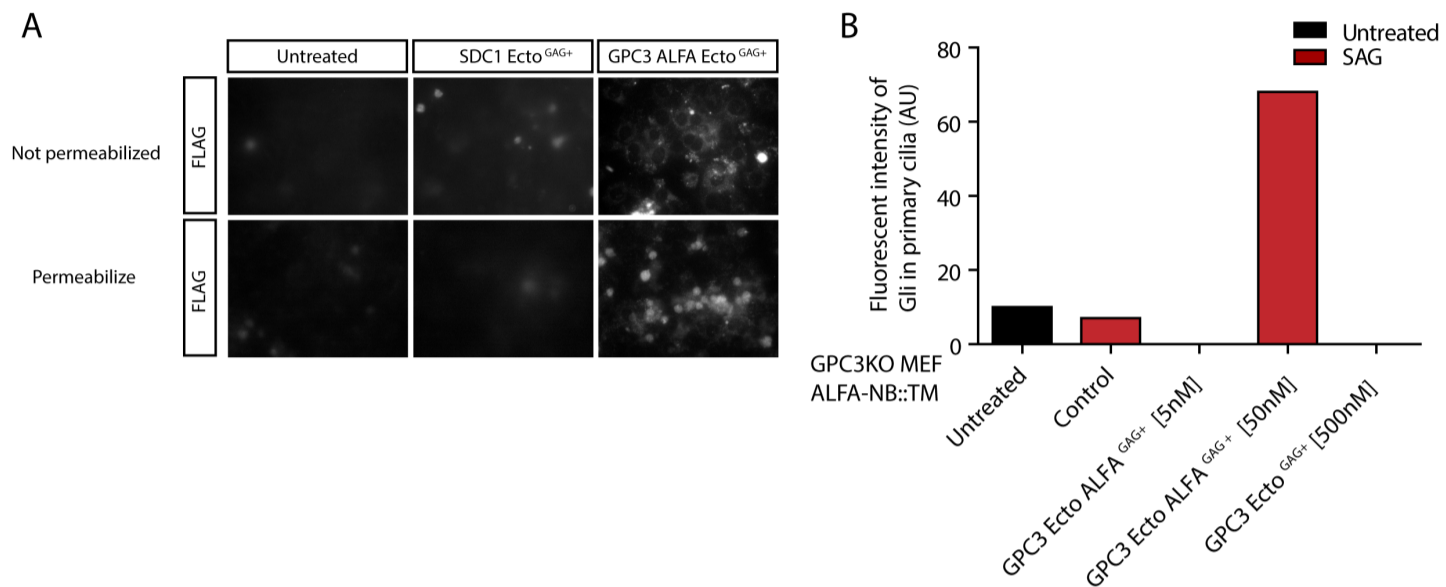 A
Untreated
SDC1 Ecto GAG+
GPC3 ALFA Ecto GAG+
Not permeabilized
FLAG
Permeabilize
FLAG
B
Untreated
SAG
Fluorescent intensity of
Gli in primary cilia (AU)
80
60
40
20
0
GPC3KO MEF
ALFA-NB::TM
Untreated
Control
GPC3 Ecto ALFA GAG+ [5nM]
GPC3 Ecto ALFA GAG + [50nM]
GPC3 Ecto GAG+ [500nM]